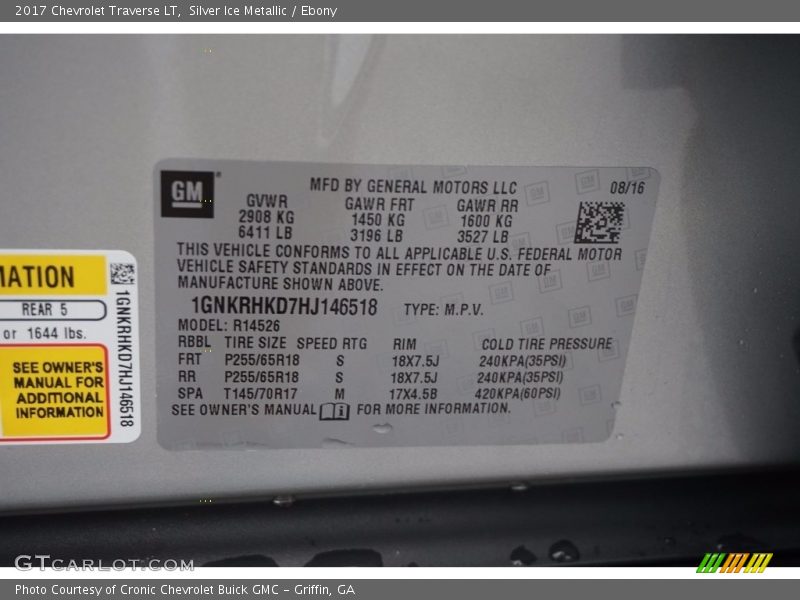 2017 Chevrolet Traverse LT, Silver Ice Metallic / Ebony
GM
MFD BY GENERAL MOTORS LLC 08/16
GVWR GAWR FRT GAWR RR
2908 KG 1450 KG 1600 KG
6411 LB 3196 LB 3527 LB
THIS VEHICLE CONFORMS TO ALL APPLICABLE U.S. FEDERAL MOTOR
VEHICLE SAFETY STANDARDS IN EFFECT ON THE DATE OF
MANUFACTURE SHOWN ABOVE.
1GNKRHKD7HJ146518 TYPE: M.P.V.
MODEL: R14526
RBBL TIRE SIZE SPEED RTG RIM COLD TIRE PRESSURE
FRT P255/65R18 S 18X7.5J 240KPA(35PSI)
RR P255/65R18 S 18X7.5J 240KPA(35PSI)
SPA T145/70R17 M 17X4.5B 420KPA(60PSI)
SEE OWNER'S MANUAL FOR MORE INFORMATION.
MATION
REAR 5
or 1644 lbs.
SEE OWNER'S
MANUAL FOR
ADDITIONAL
INFORMATION
1GNKRHKD7HJ146518
GTCARLOT.COM
Photo Courtesy of Cronic Chevrolet Buick GMC - Griffin, GA